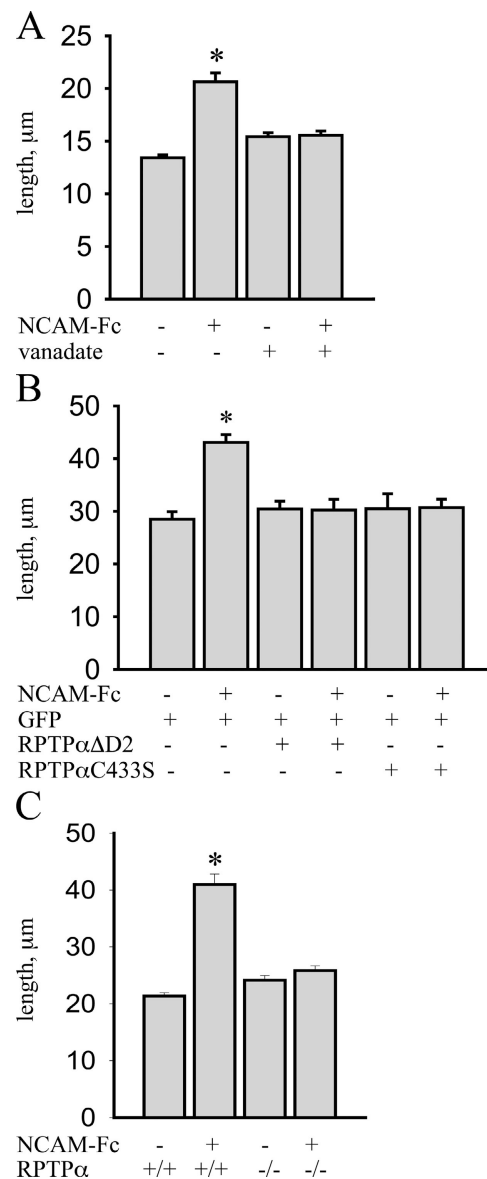 A
25
20
15
10
5
0
length, µm
*
NCAM-Fc - + - +
vanadate - - + +
B
50
40
30
20
10
0
length, µm
*
NCAM-Fc - + - + - +
GFP + + + + + +
RPTPαΔD2 - - + + - -
RPTPαC433S - - - - + +
C
50
40
30
20
10
0
length, µm
*
NCAM-Fc - + - +
RPTPα +/+ +/+ -/- -/-